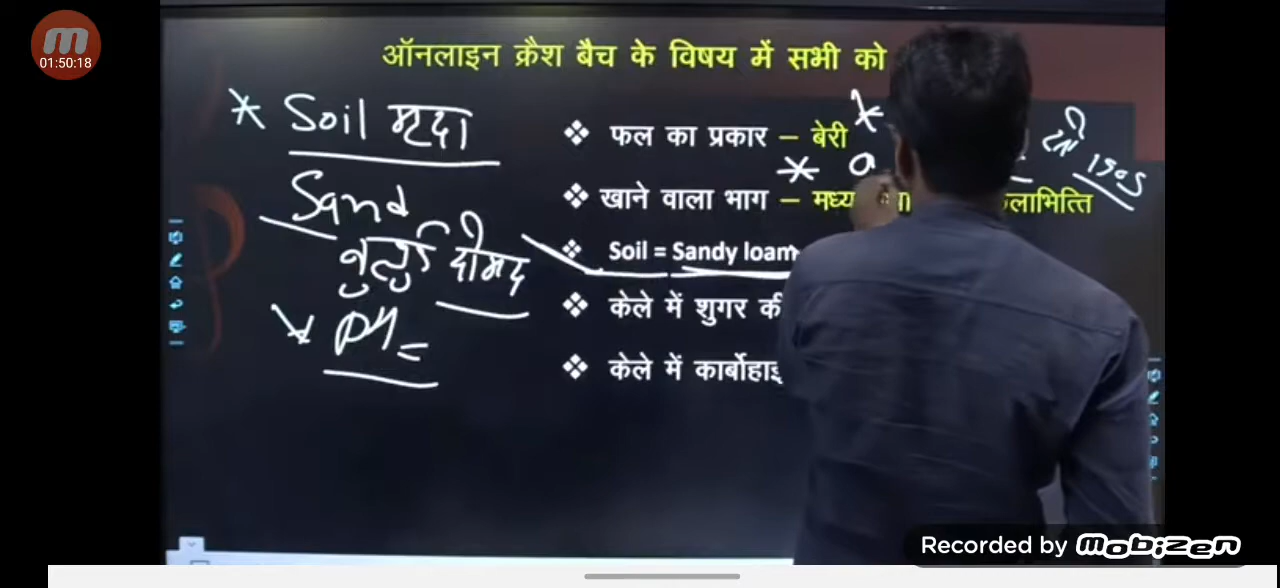 01:50:18
ऑनलाइन क्रैश बैच के विषय में सभी को
* Soil मृदा
❖ फल का प्रकार – बेरी *
1505
Sand
❖ खाने वाला भाग – मध्य लाभित्ति
बलुई दोमट
❖ Soil = Sandy loam
* PH =
❖ केले में शुगर की
❖ केले में कार्बोहाइ
Recorded by mobizen